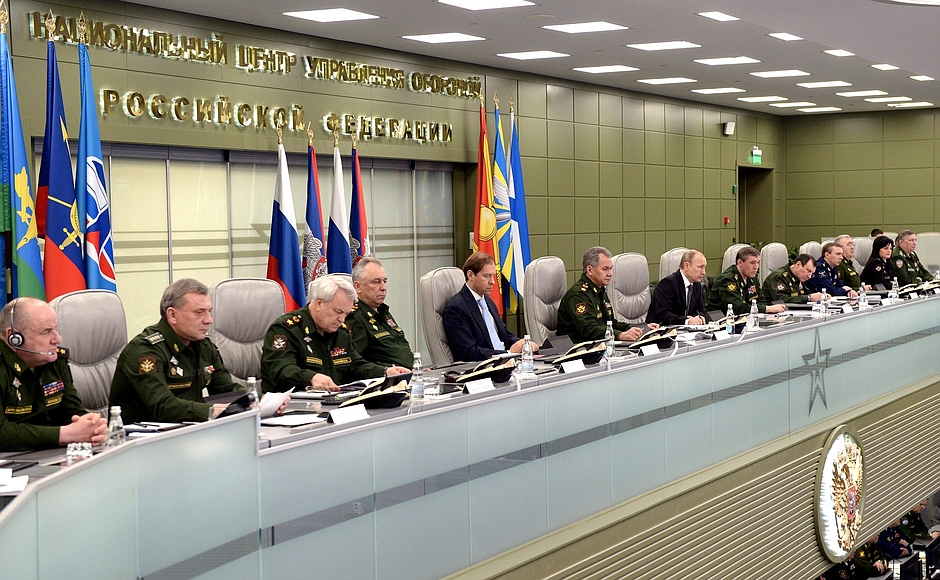 НАЦИОНАЛЬНЫЙ ЦЕНТР УПРАВЛЕНИЯ ОБОРОНОЙ
РОССИЙСКОЙ ФЕДЕРАЦИИ